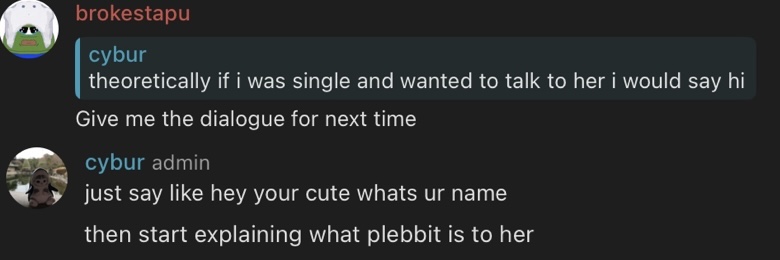 brokestapu
cybur
theoretically if i was single and wanted to talk to her i would say hi
Give me the dialogue for next time
cybur admin
just say like hey your cute whats ur name
then start explaining what plebbit is to her